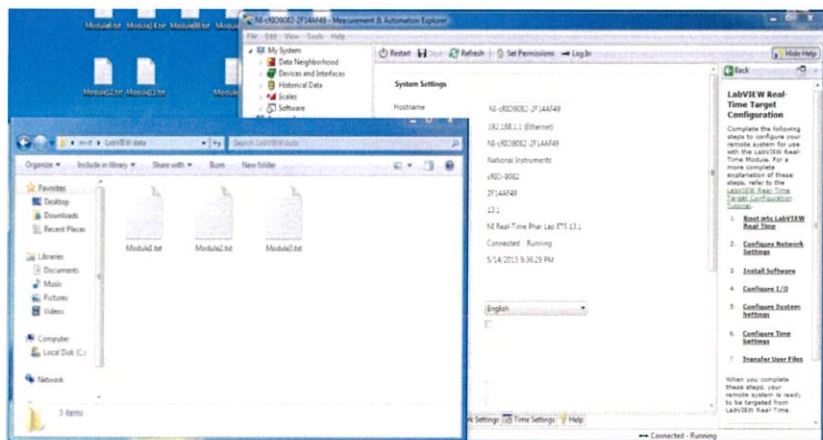 NI-cRIO9082-2F14AF49 - Measurement & Automation Explorer
File Edit View Tools Help
My System
Data Neighborhood
Devices and Interfaces
Historical Data
Scales
Software
Restart
Refresh
Set Permissions
Log In
Hide Help
System Settings
Hostname
NI-cRIO9082-2F14AF49
192.168.1.1 (Ethernet)
NI-cRIO9082-2F14AF49
National Instruments
cRIO-9082
2F14AF49
13.1
NI Real-Time Phar Lap ETS 13.1
Connected - Running
5/14/2015 9:36:29 PM
English
Time Settings
Help
Connected - Running
Back
LabVIEW Real-
Time Target
Configuration
Complete the following
steps to configure your
remote system for use
with the LabVIEW Real-
Time Module. For a
more complete
explanation of these
steps, refer to the
LabVIEW Real-Time
Target Configuration
Tutorial.
1. Boot into LabVIEW
Real-Time
2. Configure Network
Settings
3. Install Software
4. Configure I/O
5. Configure System
Settings
6. Configure Time
Settings
7. Transfer User Files
When you complete
these steps, your
remote system is ready
to be targeted from
LabVIEW Real-Time.
LabVIEW data
Search LabVIEW data
Organize
Include in library
Share with
Burn
New folder
Favorites
Desktop
Downloads
Recent Places
Libraries
Documents
Music
Pictures
Videos
Computer
Local Disk (C:)
Network
Module1.txt
Module2.txt
Module3.txt
3 items